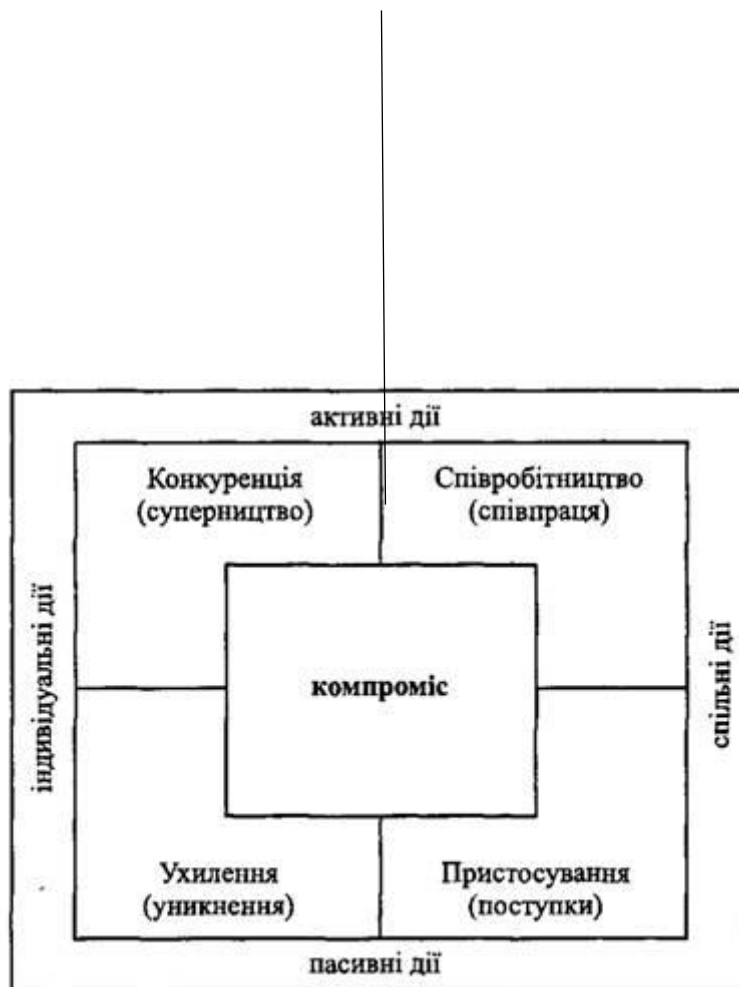 активні дії
Конкуренція
(суперництво)
Співробітництво
(співпраця)
індивідуальні дії
компроміс
спільні дії
Ухилення
(уникнення)
Пристосування
(поступки)
пасивні дії